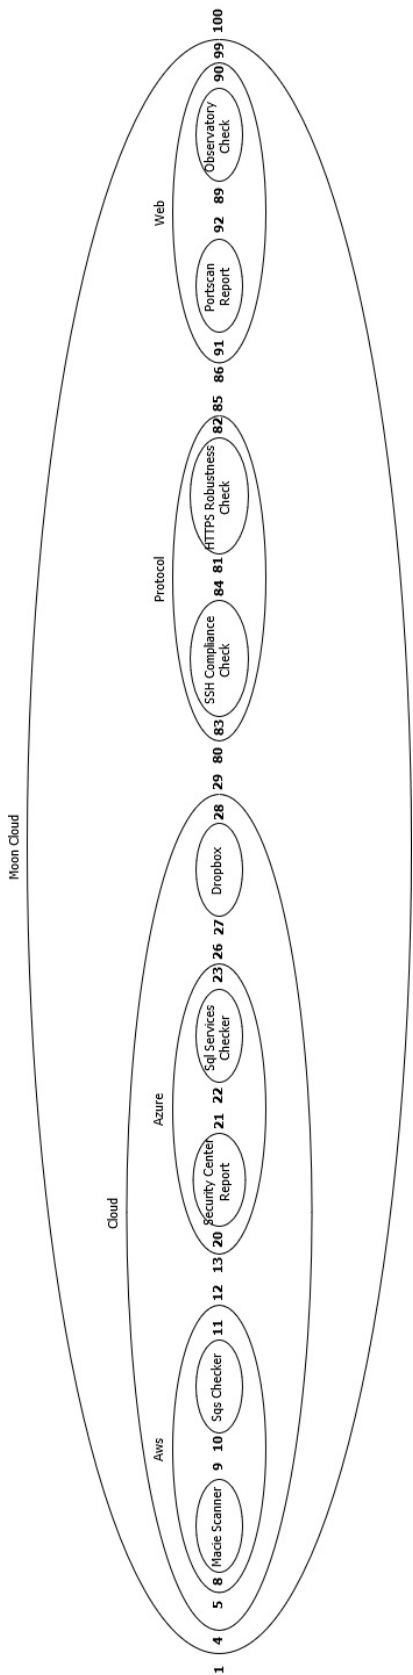 Moon Cloud
Cloud
Aws
Azure
Protocol
Web
1
4
5
8
Macie Scanner
9
10
Sqs Checker
11
12
13
20
Security Center
Report
21
22
Sql Services
Checker
23
26
27
Dropbox
28
29
80
83
SSH Compliance
Check
84
81
HTTPS Robustness
Check
82
85
86
91
Portscan
Report
92
89
Observatory
Check
90
99
100